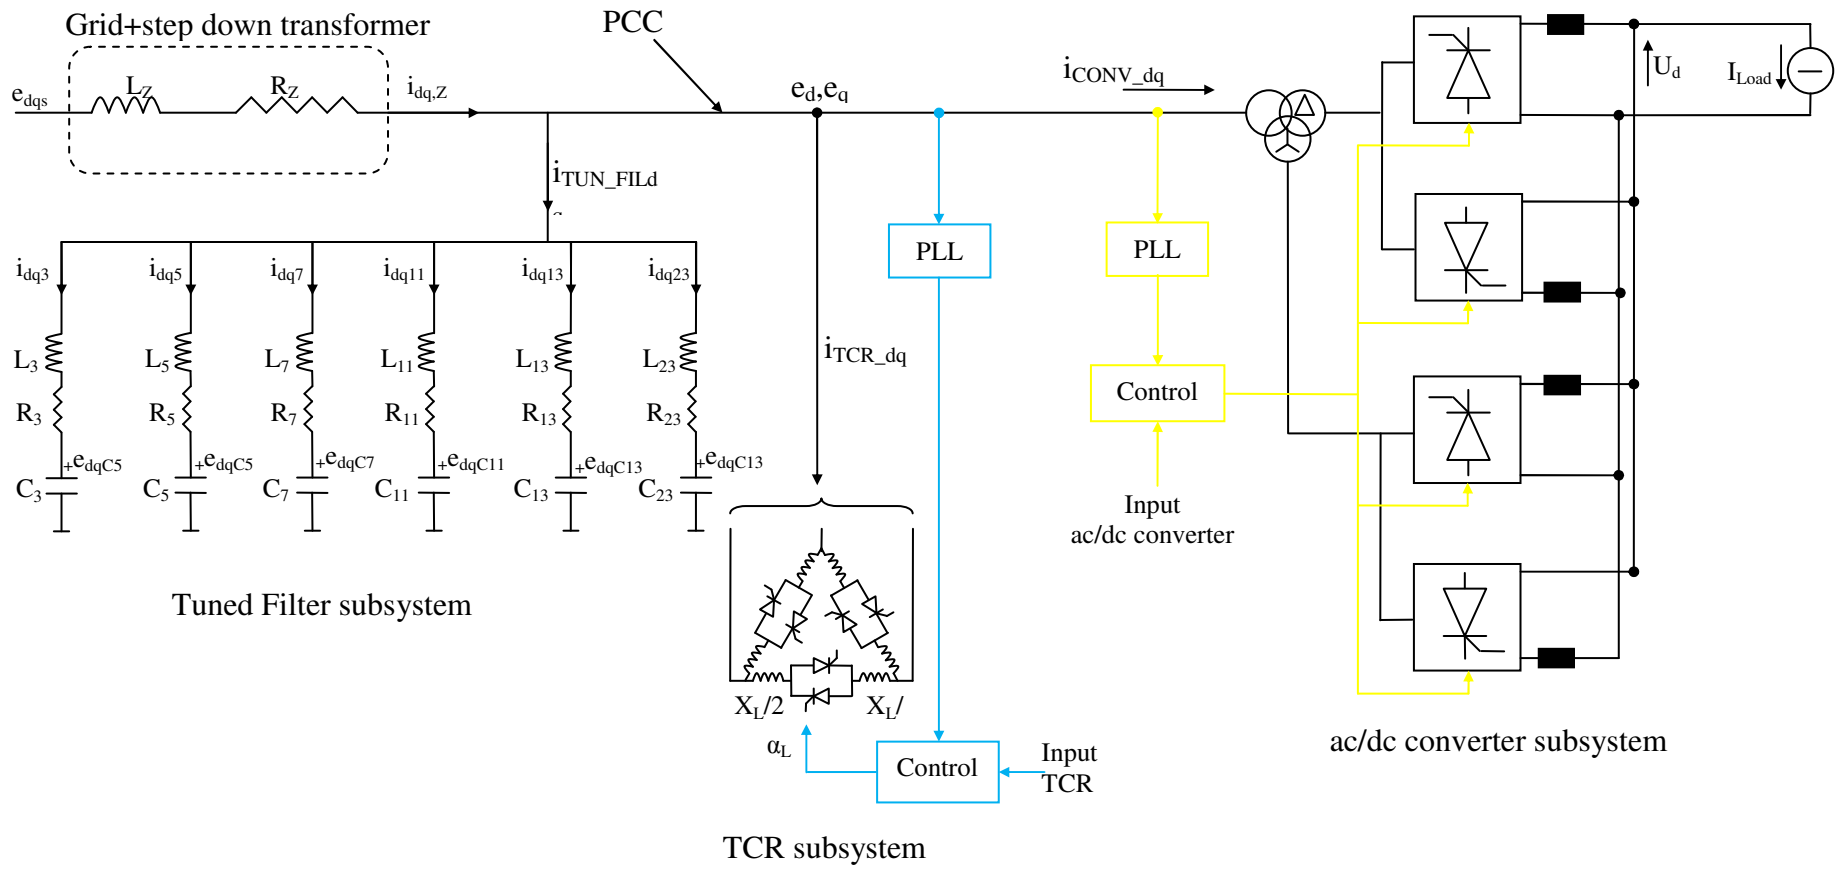 Grid+step down transformer
PCC
e_dqs
L_Z
R_Z
i_dq,Z
e_d,e_q
i_CONV_dq
U_d
I_Load
i_TUN_FILd
PLL
PLL
i_dq3
i_dq5
i_dq7
i_dq11
i_dq13
i_dq23
L_3
L_5
L_7
L_11
L_13
L_23
i_TCR_dq
R_3
R_5
R_7
R_11
R_13
R_23
Control
+e_dqC5
+e_dqC5
+e_dqC7
+e_dqC11
+e_dqC13
+e_dqC13
C_3
C_5
C_7
C_11
C_13
C_23
Input
ac/dc converter
Tuned Filter subsystem
X_L/2
X_L/
α_L
Control
Input
TCR
ac/dc converter subsystem
TCR subsystem